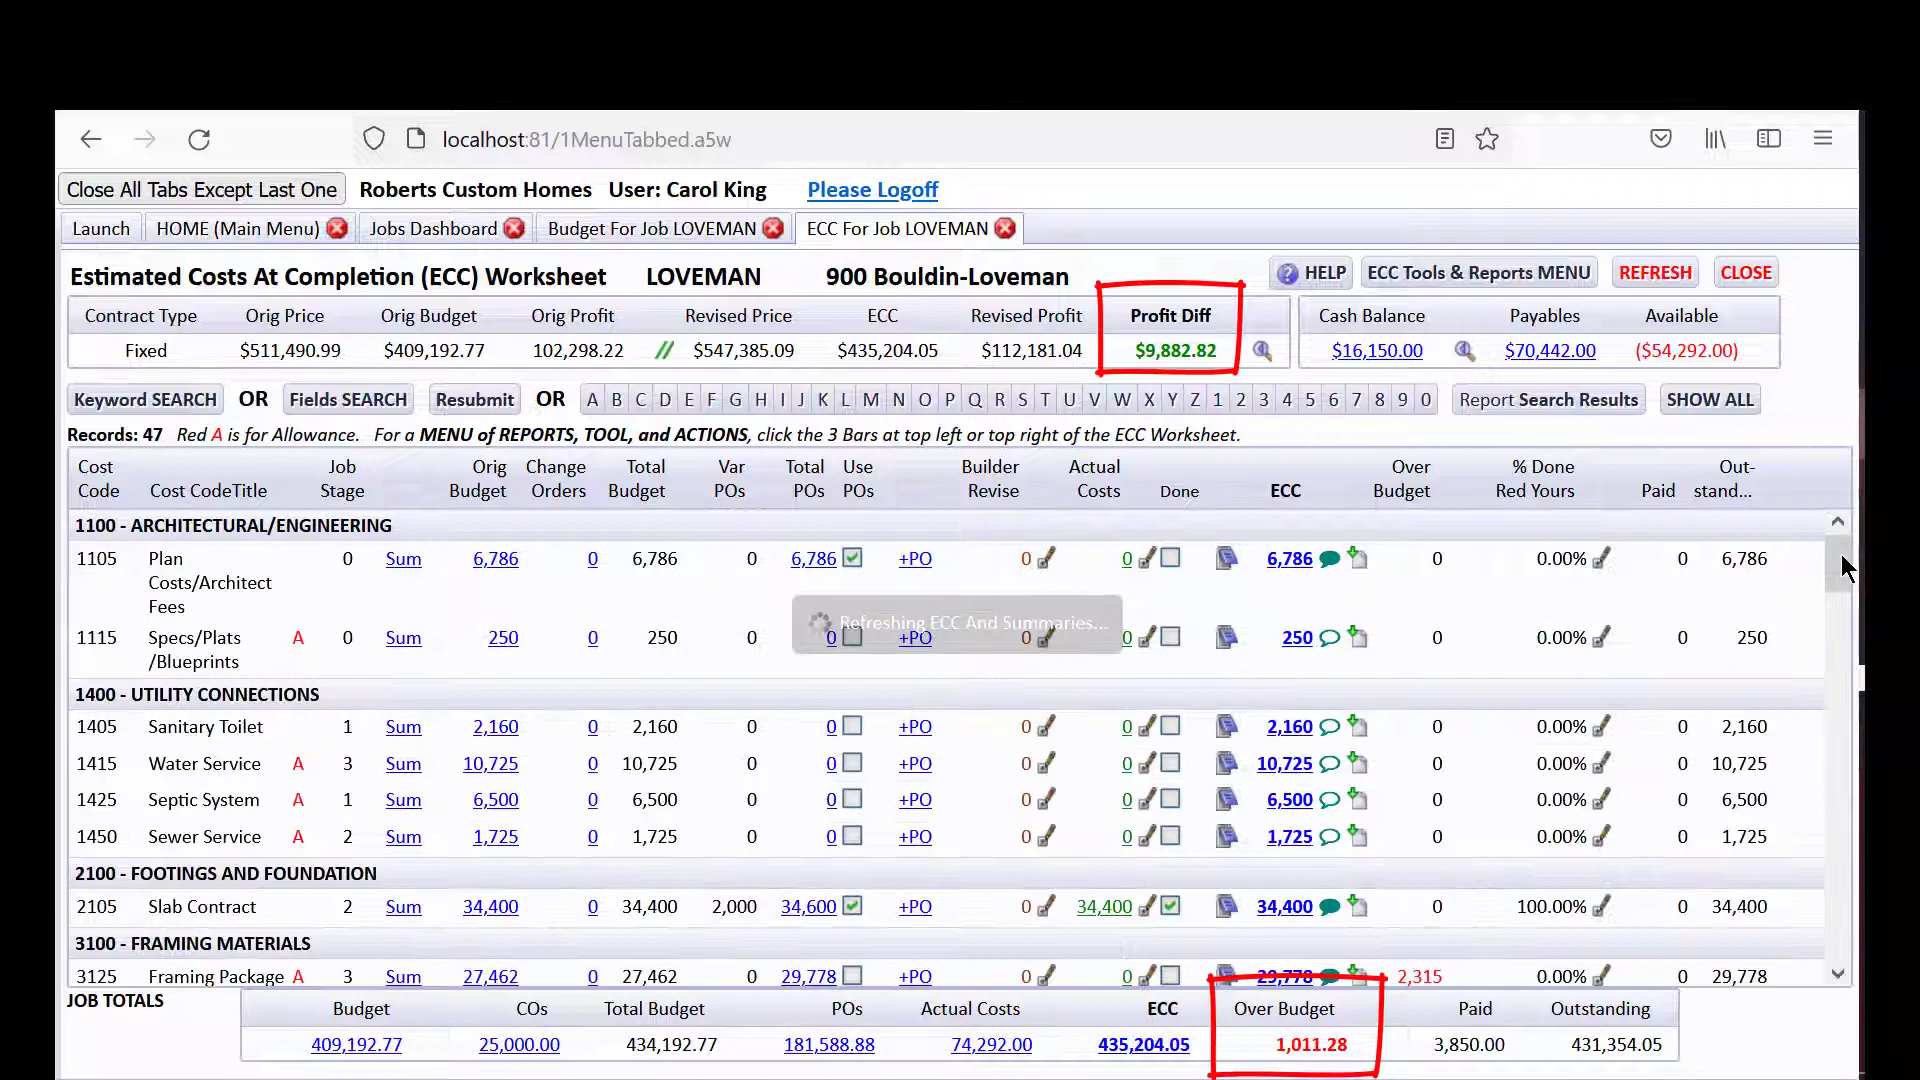 localhost:81/1MenuTabbed.a5w
Close All Tabs Except Last One Roberts Custom Homes User: Carol King Please Logoff
Launch HOME (Main Menu) Jobs Dashboard Budget For Job LOVEMAN ECC For Job LOVEMAN
Estimated Costs At Completion (ECC) Worksheet LOVEMAN 900 Bouldin-Loveman HELP ECC Tools & Reports MENU REFRESH CLOSE
Contract Type Orig Price Orig Budget Orig Profit Revised Price ECC Revised Profit Profit Diff Cash Balance Payables Available
Fixed $511,490.99 $409,192.77 102,298.22 // $547,385.09 $435,204.05 $112,181.04 $9,882.82 $16,150.00 $70,442.00 ($54,292.00)
Keyword SEARCH OR Fields SEARCH Resubmit OR A B C D E F G H I J K L M N O P Q R S T U V W X Y Z 1 2 3 4 5 6 7 8 9 0 Report Search Results SHOW ALL
Records: 47 Red A is for Allowance. For a MENU of REPORTS, TOOL, and ACTIONS, click the 3 Bars at top left or top right of the ECC Worksheet.
Cost Job Orig Change Total Var Total Use Builder Actual Over % Done Out-
Code Cost CodeTitle Stage Budget Orders Budget POs POs POs Revise Costs Done ECC Budget Red Yours Paid stand...
1100 - ARCHITECTURAL/ENGINEERING
1105 Plan 0 Sum 6,786 0 6,786 0 6,786 +PO 0 0 6,786 0 0.00% 0 6,786
Costs/Architect
Fees
Refreshing ECC And Summaries...
1115 Specs/Plats A 0 Sum 250 0 250 0 0 +PO 0 0 250 0 0.00% 0 250
/Blueprints
1400 - UTILITY CONNECTIONS
1405 Sanitary Toilet 1 Sum 2,160 0 2,160 0 0 +PO 0 0 2,160 0 0.00% 0 2,160
1415 Water Service A 3 Sum 10,725 0 10,725 0 0 +PO 0 0 10,725 0 0.00% 0 10,725
1425 Septic System A 1 Sum 6,500 0 6,500 0 0 +PO 0 0 6,500 0 0.00% 0 6,500
1450 Sewer Service A 2 Sum 1,725 0 1,725 0 0 +PO 0 0 1,725 0 0.00% 0 1,725
2100 - FOOTINGS AND FOUNDATION
2105 Slab Contract 2 Sum 34,400 0 34,400 2,000 34,600 +PO 0 34,400 34,400 0 100.00% 0 34,400
3100 - FRAMING MATERIALS
3125 Framing Package A 3 Sum 27,462 0 27,462 0 29,778 +PO 0 0 29,778 2,315 0.00% 0 29,778
JOB TOTALS Budget COs Total Budget POs Actual Costs ECC Over Budget Paid Outstanding
409,192.77 25,000.00 434,192.77 181,588.88 74,292.00 435,204.05 1,011.28 3,850.00 431,354.05